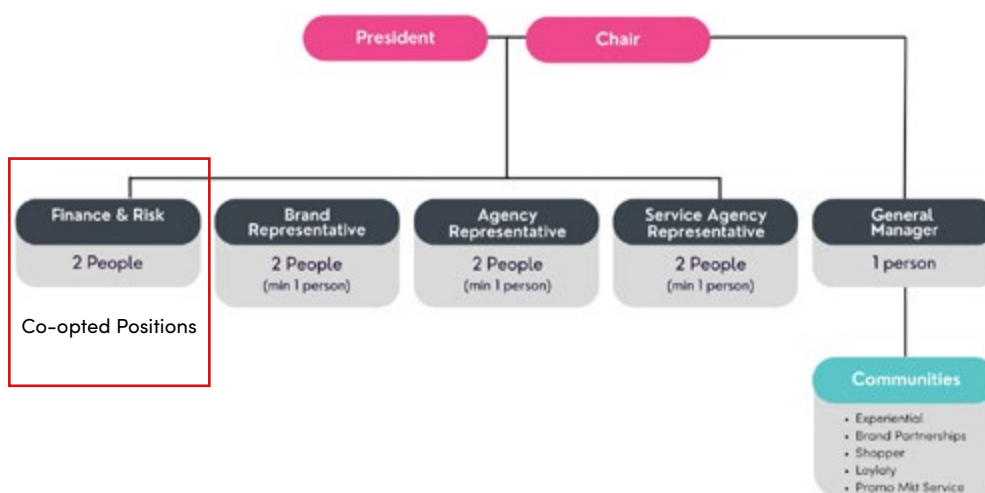 President
Chair
Finance & Risk
2 People
Co-opted Positions
Brand
Representative
2 People
(min 1 person)
Agency
Representative
2 People
(min 1 person)
Service Agency
Representative
2 People
(min 1 person)
General
Manager
1 person
Communities
• Experiential
• Brand Partnerships
• Shopper
• Loylaty
• Promo Mkt Service